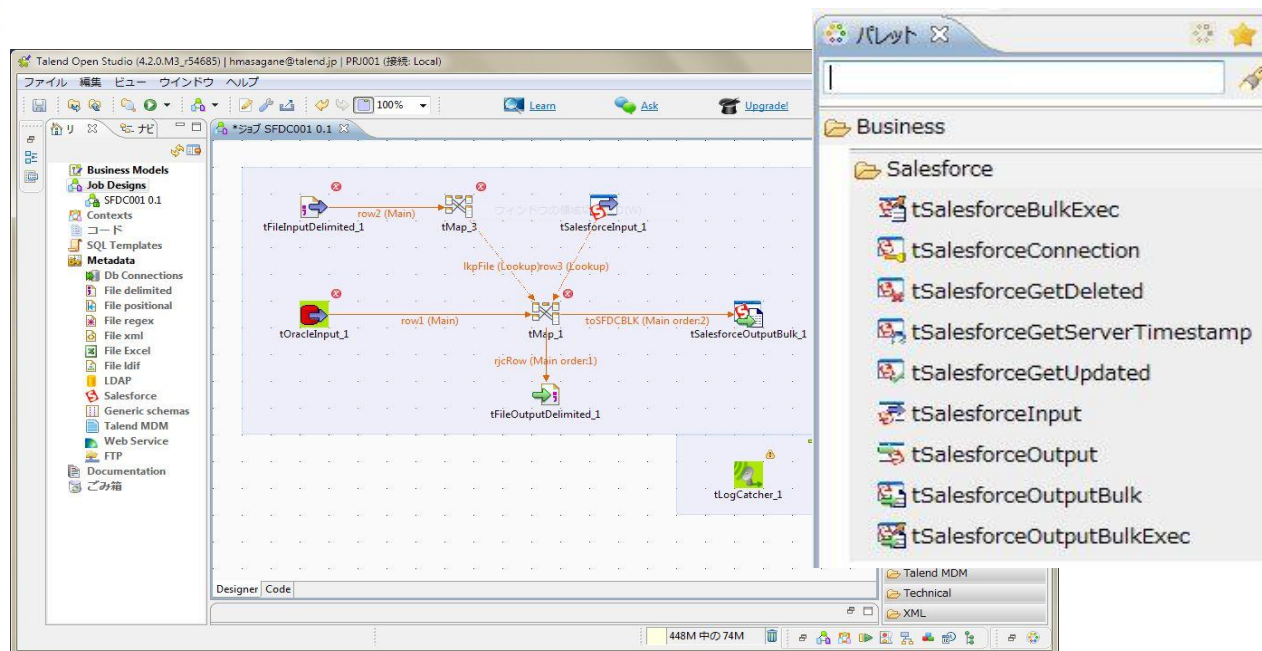 Talend Open Studio (4.2.0.M3_r54685) | hmasagane@talend.jp | PRJ001 (接続: Local)
ファイル 編集 ビュー ウインドウ ヘルプ
100%
Learn
Ask
Upgrade!
リ
ナビ
*ジョブ SFDC001 0.1
Business Models
Job Designs
SFDC001 0.1
Contexts
コード
SQL Templates
Metadata
Db Connections
File delimited
File positional
File regex
File xml
File Excel
File ldif
LDAP
Salesforce
Generic schemas
Talend MDM
Web Service
FTP
Documentation
ごみ箱
tFileInputDelimited_1
row2 (Main)
tMap_3
tSalesforceInput_1
lkpFile (Lookup)
row3 (Lookup)
tOracleInput_1
row1 (Main)
tMap_1
toSFDCBLK (Main order:2)
tSalesforceOutputBulk_1
rjcRow (Main order:1)
tFileOutputDelimited_1
tLogCatcher_1
Designer
Code
Talend MDM
Technical
XML
448M 中の 74M
パレット
Business
Salesforce
tSalesforceBulkExec
tSalesforceConnection
tSalesforceGetDeleted
tSalesforceGetServerTimestamp
tSalesforceGetUpdated
tSalesforceInput
tSalesforceOutput
tSalesforceOutputBulk
tSalesforceOutputBulkExec